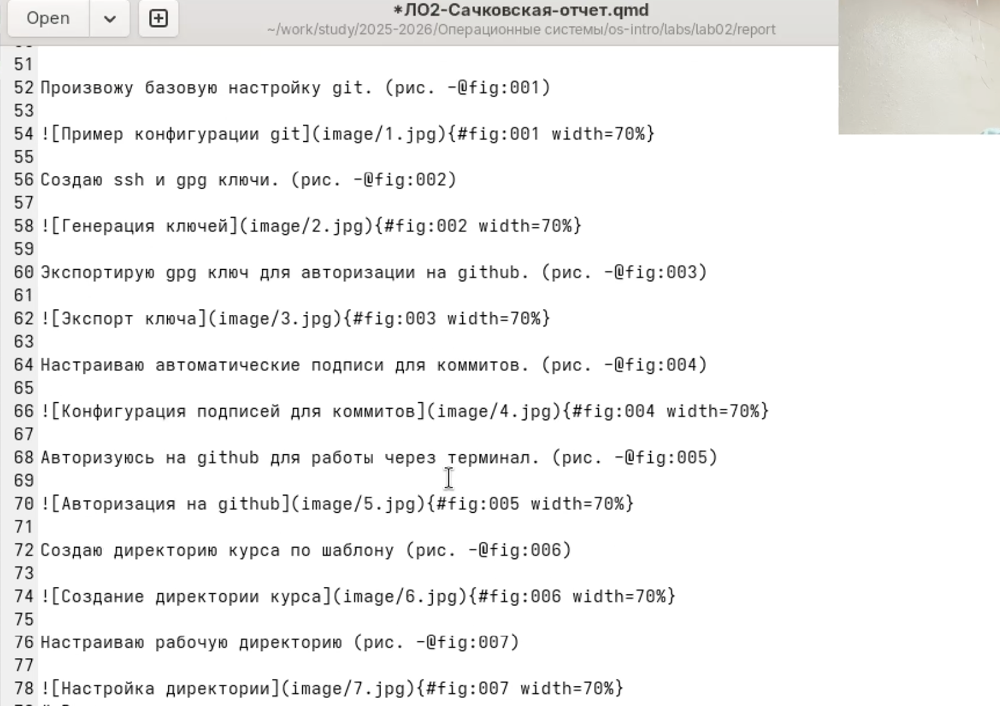 Open
*ЛО2-Сачковская-отчет.qmd
~/work/study/2025-2026/Операционные системы/os-intro/labs/lab02/report
51
52 Произвожу базовую настройку git. (рис. -@fig:001)
53
54 ![Пример конфигурации git](image/1.jpg){#fig:001 width=70%}
55
56 Создаю ssh и gpg ключи. (рис. -@fig:002)
57
58 ![Генерация ключей](image/2.jpg){#fig:002 width=70%}
59
60 Экспортирую gpg ключ для авторизации на github. (рис. -@fig:003)
61
62 ![Экспорт ключа](image/3.jpg){#fig:003 width=70%}
63
64 Настраиваю автоматические подписи для коммитов. (рис. -@fig:004)
65
66 ![Конфигурация подписей для коммитов](image/4.jpg){#fig:004 width=70%}
67
68 Авторизуюсь на github для работы через терминал. (рис. -@fig:005)
69
70 ![Авторизация на github](image/5.jpg){#fig:005 width=70%}
71
72 Создаю директорию курса по шаблону (рис. -@fig:006)
73
74 ![Создание директории курса](image/6.jpg){#fig:006 width=70%}
75
76 Настраиваю рабочую директорию (рис. -@fig:007)
77
78 ![Настройка директории](image/7.jpg){#fig:007 width=70%}